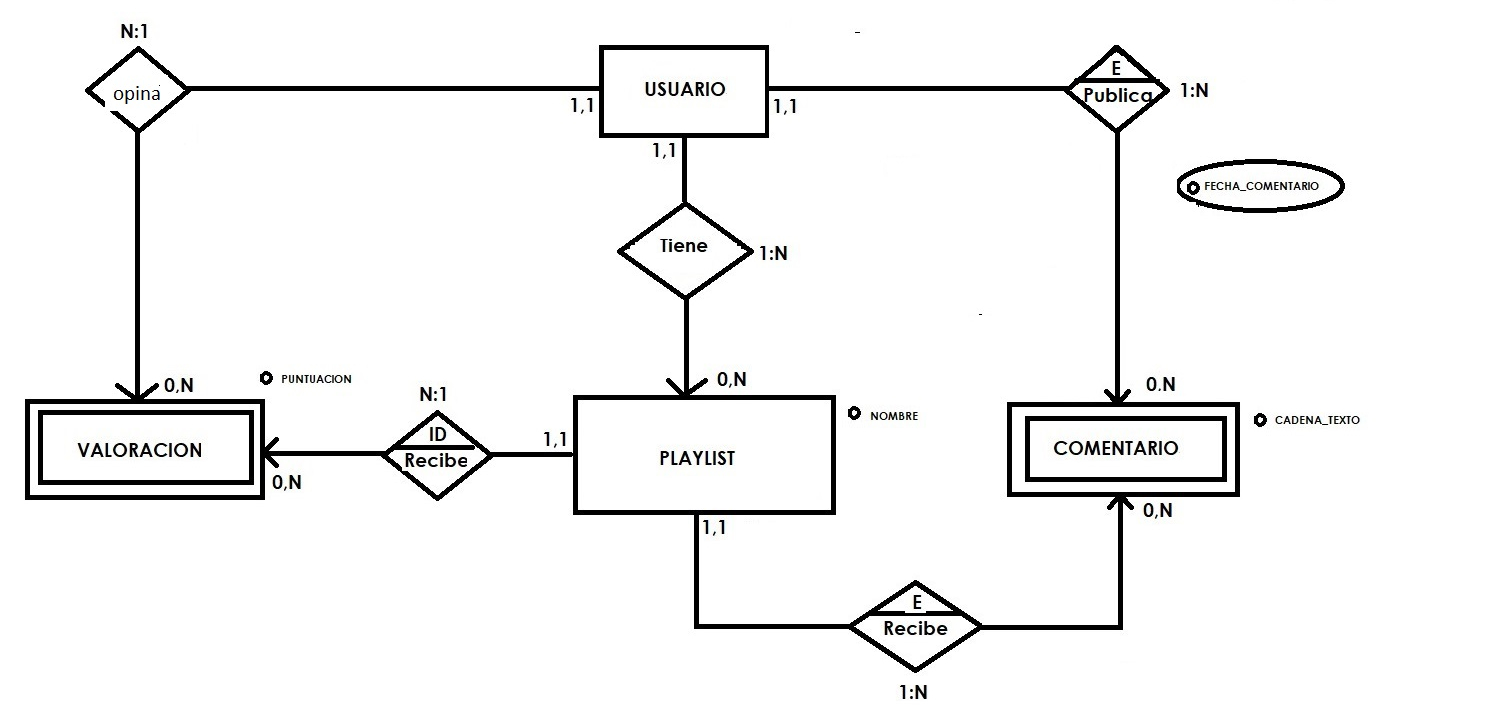 N:1
opina
USUARIO
1,1
1,1
1,1
E
Publica
1:N
FECHA_COMENTARIO
Tiene
1:N
0,N
PUNTUACION
N:1
0,N
0,N
VALORACION
0,N
ID
Recibe
1,1
PLAYLIST
NOMBRE
COMENTARIO
CADENA_TEXTO
0,N
1,1
E
Recibe
1:N